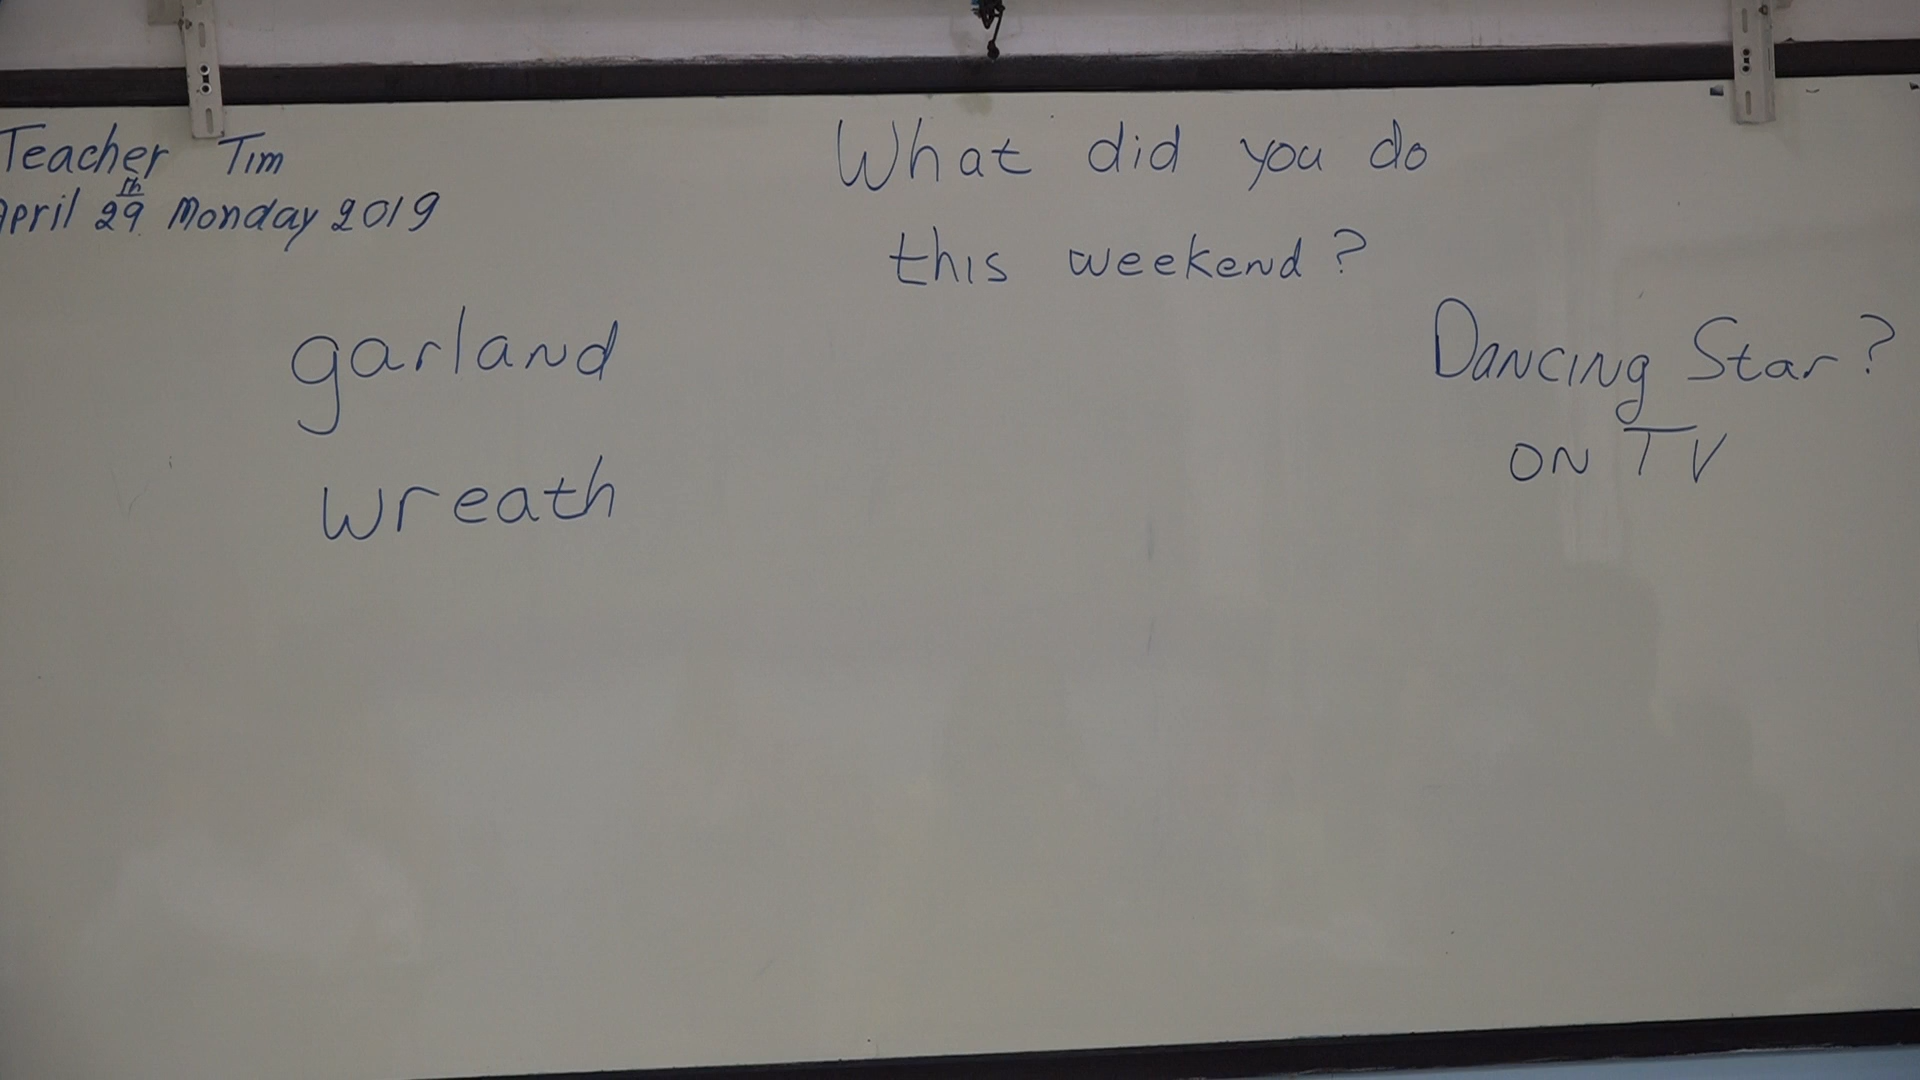 Teacher Tim
April 29th Monday 2019
What did you do
this weekend?
garland
wreath
Dancing Star?
on TV